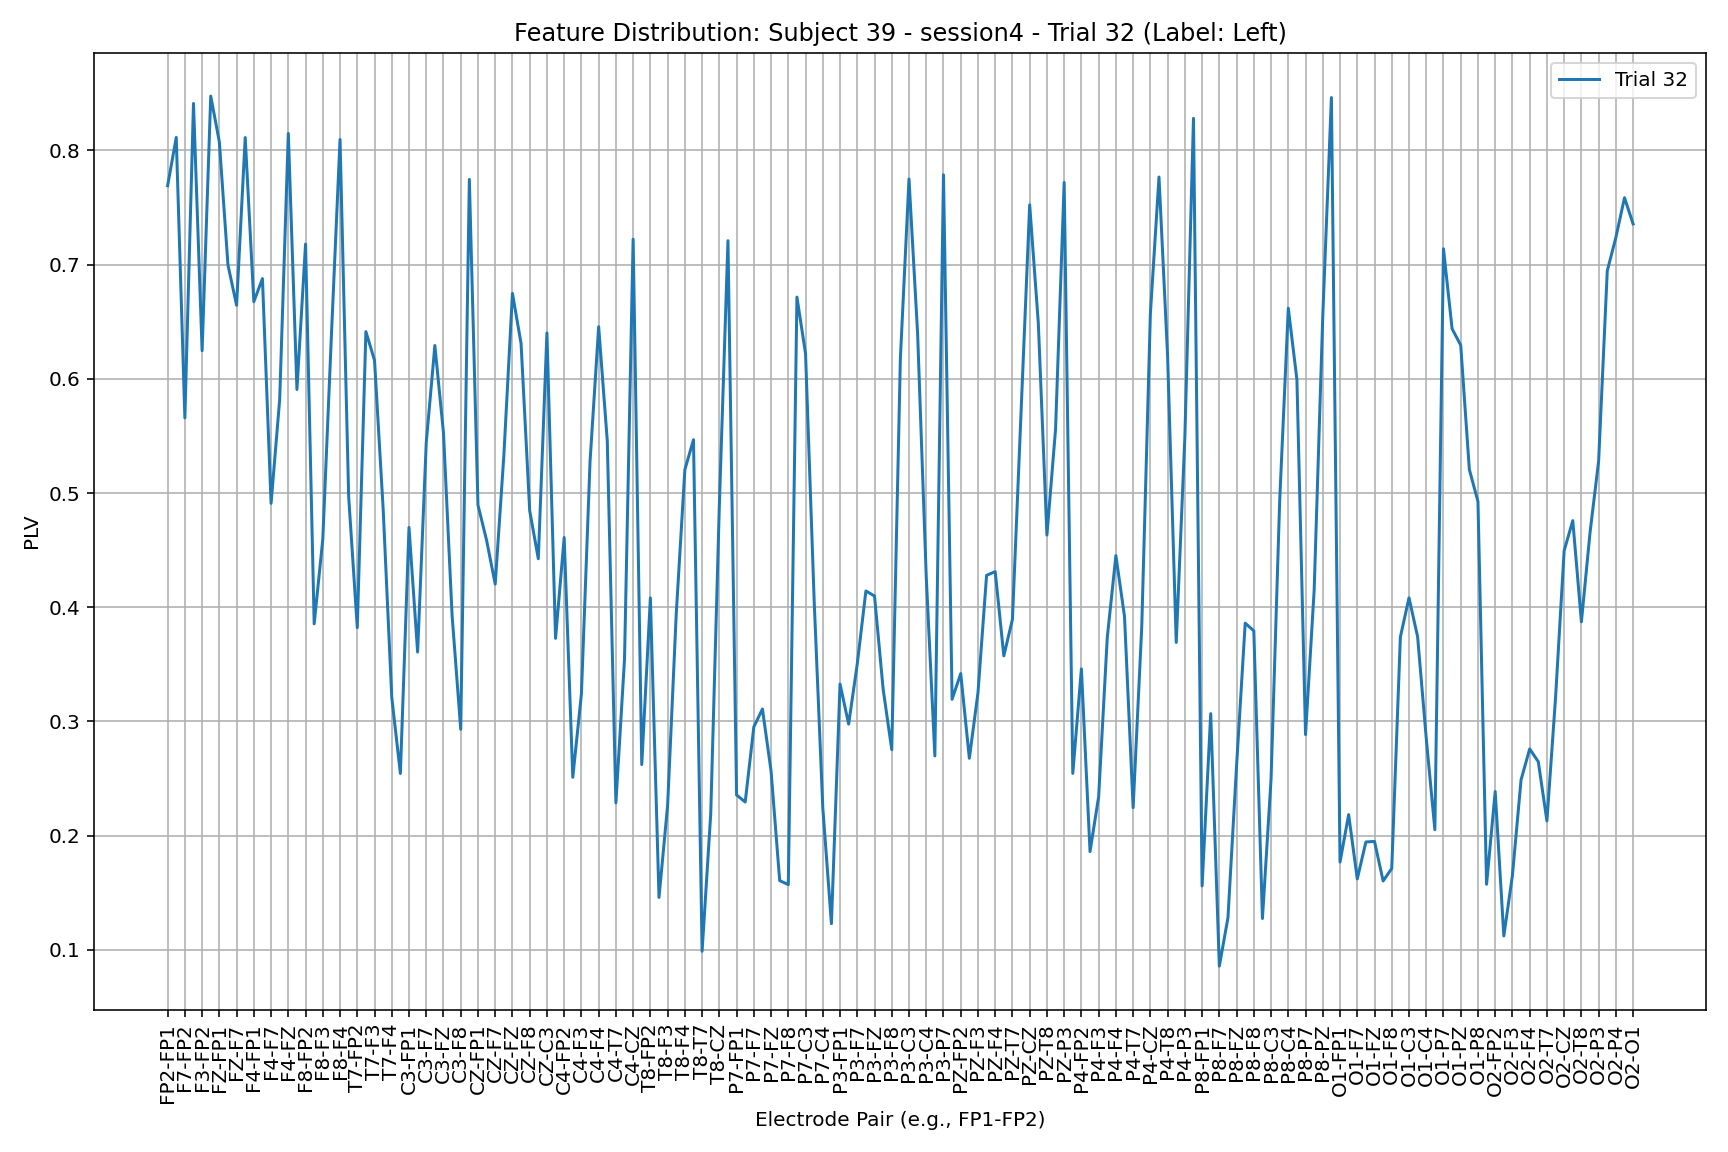 Feature Distribution: Subject 39 - session4 - Trial 32 (Label: Left)
Trial 32
0.8
0.7
0.6
0.5
0.4
0.3
0.2
0.1
PLV
FP2-FP1
F7-FP2
F3-FP2
FZ-FP1
FZ-F7
F4-FP1
F4-F7
F4-FZ
F8-FP2
F8-F3
F8-F4
T7-FP2
T7-F3
T7-F4
C3-FP1
C3-F7
C3-FZ
C3-F8
CZ-FP1
CZ-F7
CZ-FZ
CZ-F8
CZ-C3
C4-FP2
C4-F3
C4-F4
C4-T7
C4-CZ
T8-FP2
T8-F3
T8-F4
T8-T7
T8-CZ
P7-FP1
P7-F7
P7-FZ
P7-F8
P7-C3
P7-C4
P3-FP1
P3-F7
P3-FZ
P3-F8
P3-C3
P3-C4
P3-P7
PZ-FP2
PZ-F3
PZ-F4
PZ-T7
PZ-CZ
PZ-T8
PZ-P3
P4-FP2
P4-F3
P4-F4
P4-T7
P4-CZ
P4-T8
P4-P3
P8-FP1
P8-F7
P8-FZ
P8-F8
P8-C3
P8-C4
P8-P7
P8-PZ
O1-FP1
O1-F7
O1-FZ
O1-F8
O1-C3
O1-C4
O1-P7
O1-PZ
O1-P8
O2-FP2
O2-F3
O2-F4
O2-T7
O2-CZ
O2-T8
O2-P3
O2-P4
O2-O1
Electrode Pair (e.g., FP1-FP2)